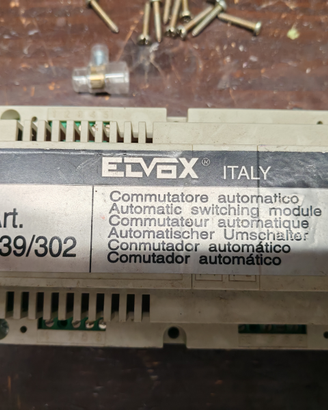 ELVOX® ITALY
Art.
39/302
Commutatore automatico
Automatic switching module
Commutateur automatique
Automatischer Umschalter
Conmutador automático
Comutador automático